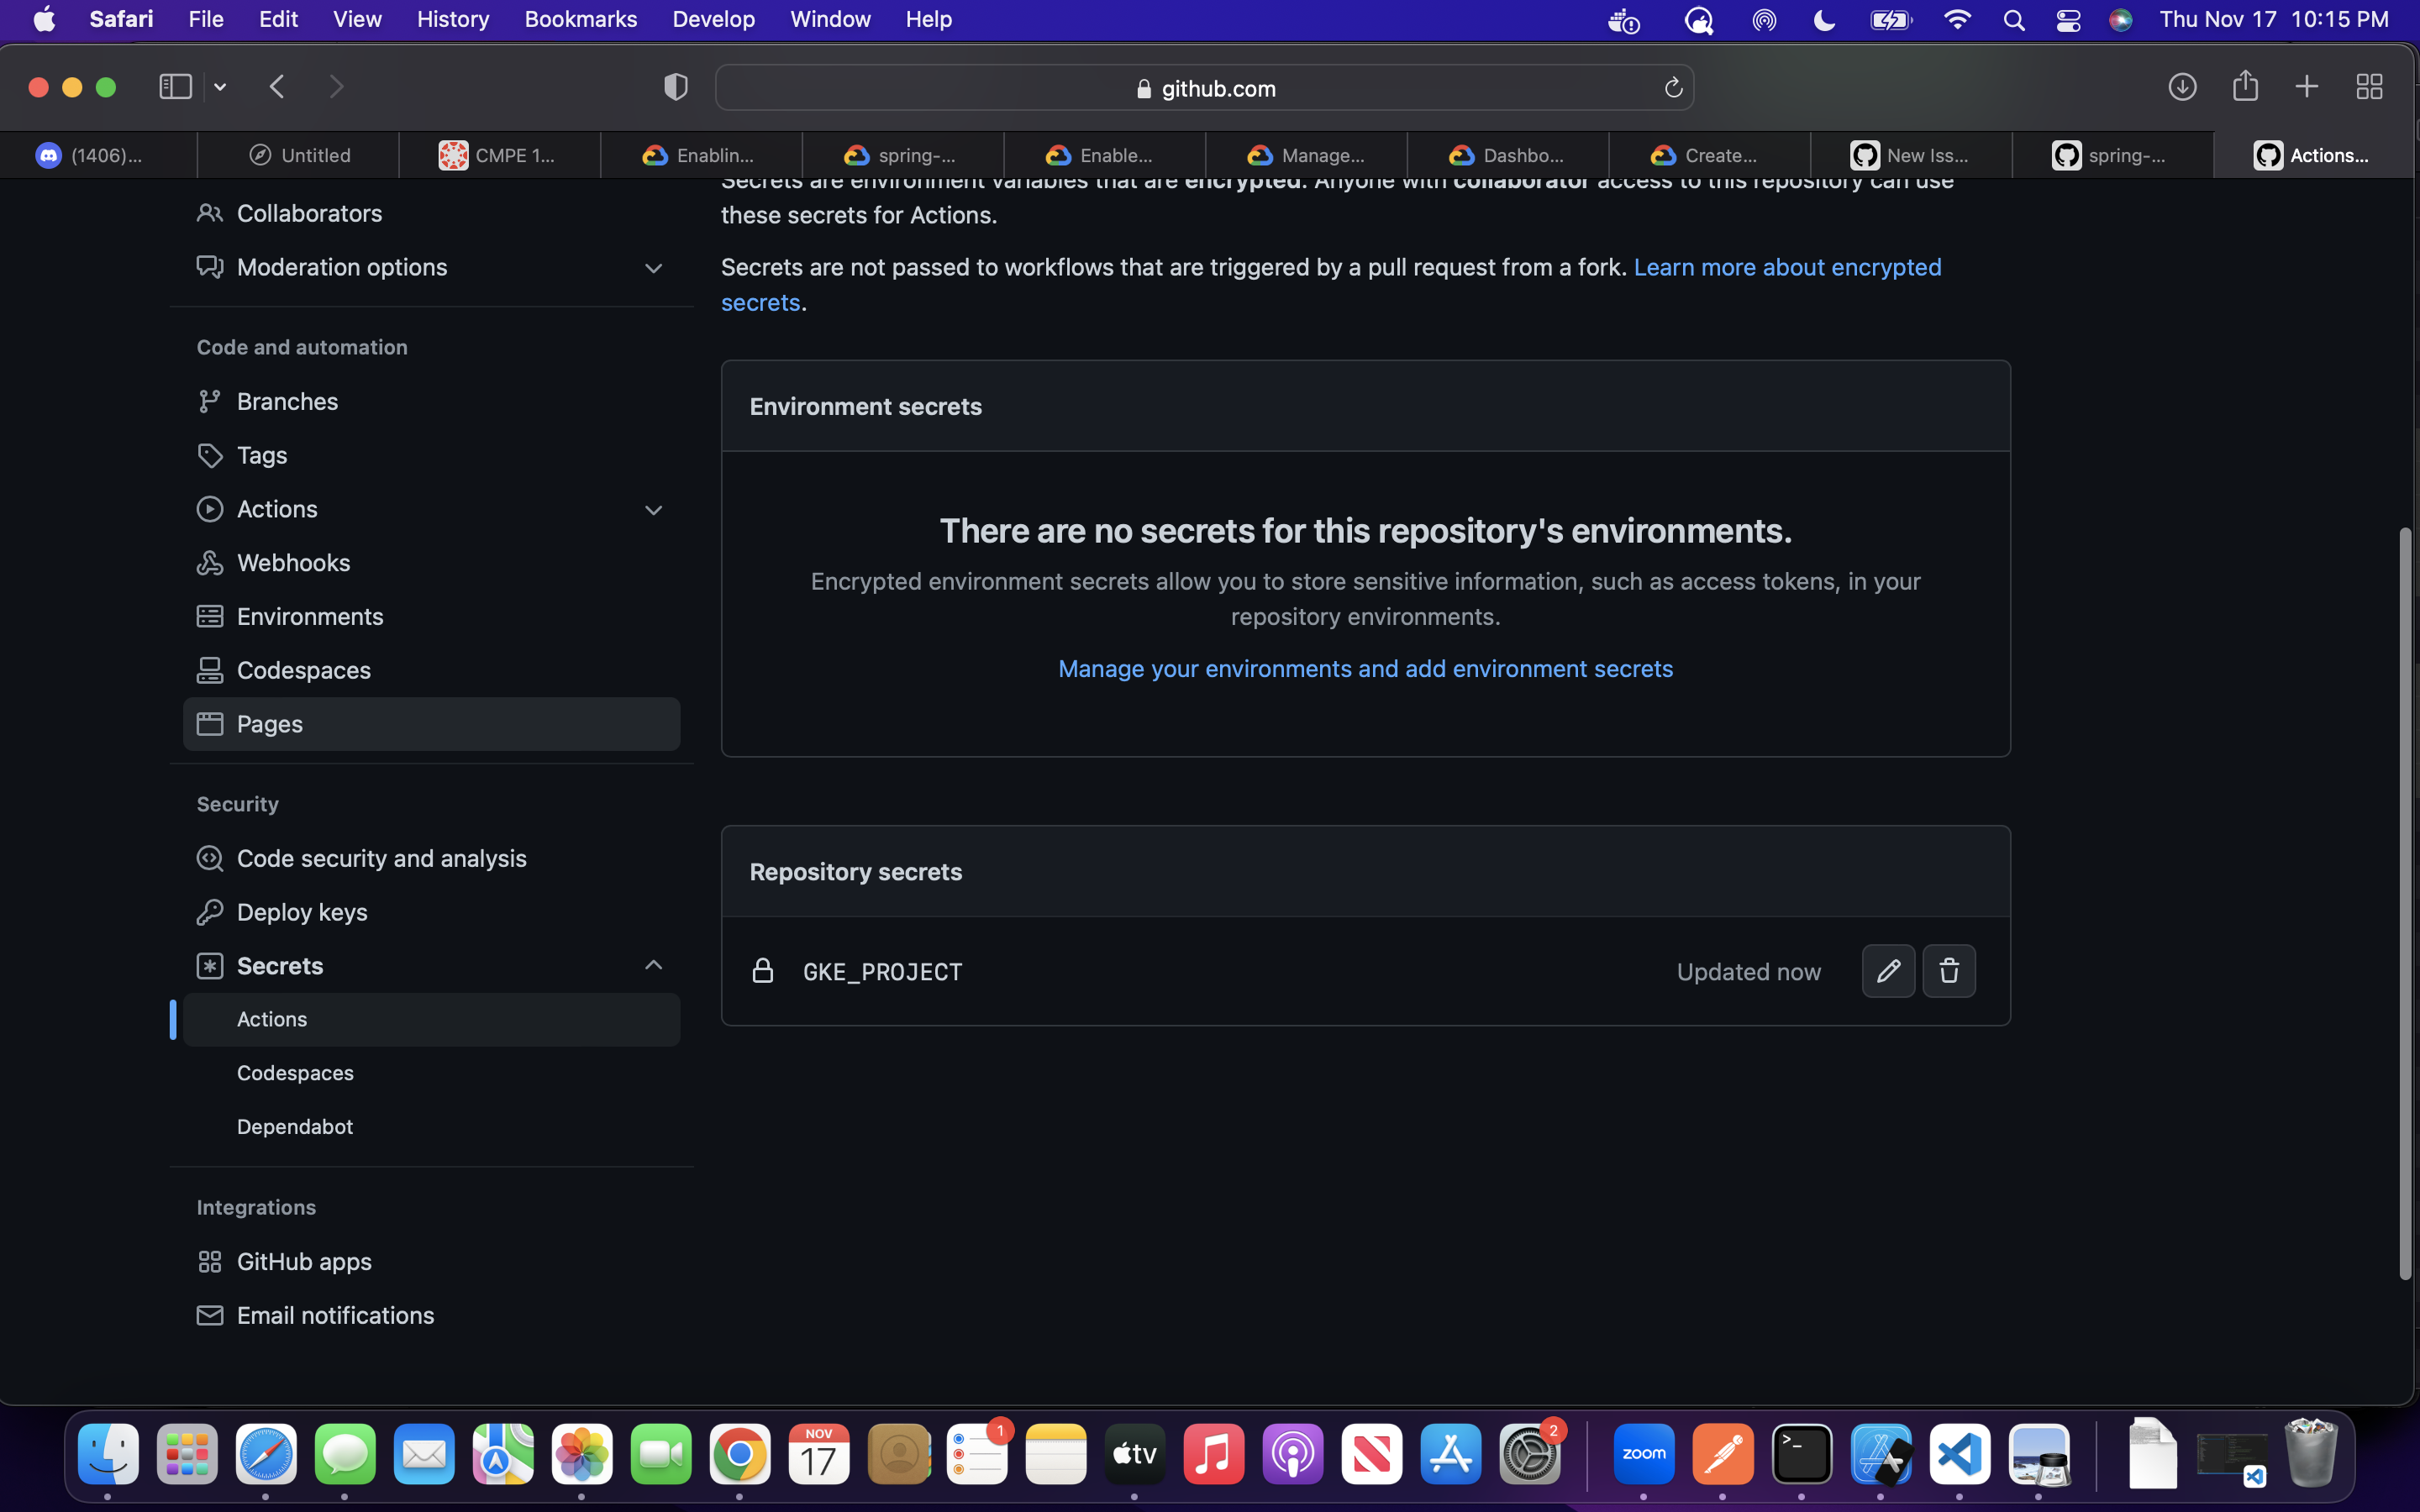 Safari File Edit View History Bookmarks Develop Window Help Thu Nov 17 10:15 PM
github.com
(1406)... Untitled CMPE 1... Enablin... spring-... Enable... Manage... Dashbo... Create... New Iss... spring-... Actions...
Collaborators
Moderation options
Code and automation
Branches
Tags
Actions
Webhooks
Environments
Codespaces
Pages
Security
Code security and analysis
Deploy keys
Secrets
Actions
Codespaces
Dependabot
Integrations
GitHub apps
Email notifications
Secrets are environment variables that are encrypted. Anyone with collaborator access to this repository can use
these secrets for Actions.
Secrets are not passed to workflows that are triggered by a pull request from a fork. Learn more about encrypted
secrets.
Environment secrets
There are no secrets for this repository's environments.
Encrypted environment secrets allow you to store sensitive information, such as access tokens, in your
repository environments.
Manage your environments and add environment secrets
Repository secrets
GKE_PROJECT Updated now
NOV
17
1
tv
2
zoom